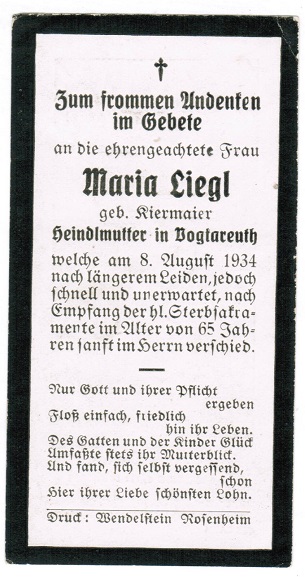 †
Zum frommen Andenken
im Gebete
an die ehrengeachtete Frau
Maria Liegl
geb. Kiermaier
Heindlmutter in Vogtareuth
welche am 8. August 1934
nach längerem Leiden, jedoch
schnell und unerwartet, nach
Empfang der hl. Sterbsakra-
mente im Alter von 65 Jah-
ren sanft im Herrn verschied.
Nur Gott und ihrer Pflicht
ergeben
Floß einfach, friedlich
hin ihr Leben.
Des Gatten und der Kinder Glück
Umfaßte stets ihr Mutterblick.
Und fand, sich selbst vergessend,
schon
Hier ihrer Liebe schönsten Lohn.
Druck: Wendelstein Rosenheim